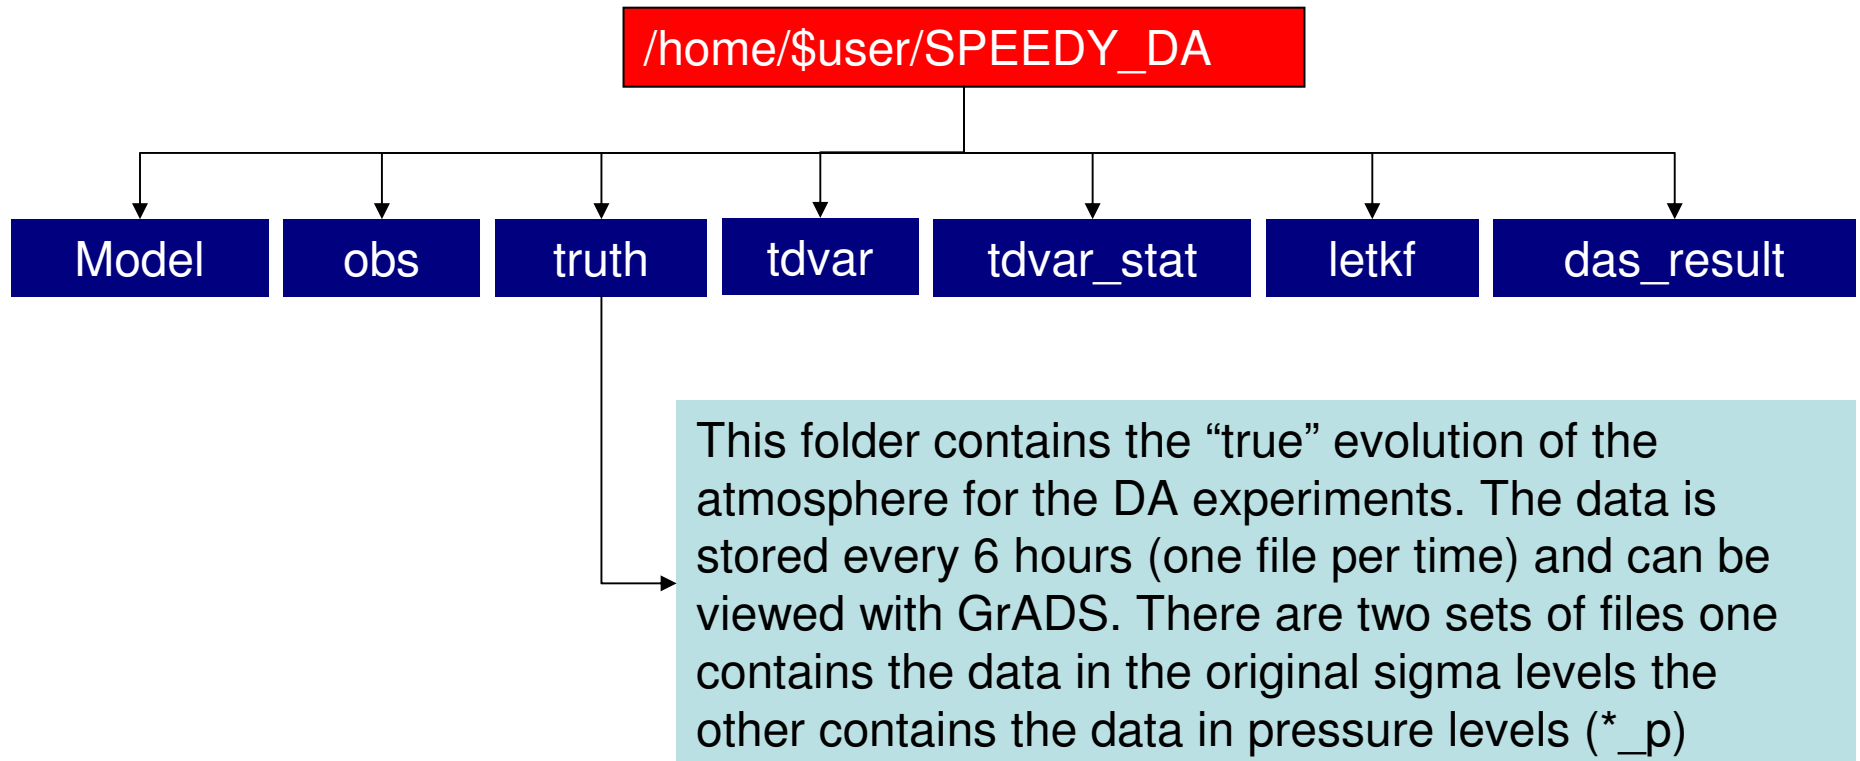 /home/$user/SPEEDY_DA
Model
obs
truth
tdvar
tdvar_stat
letkf
das_result
This folder contains the “true” evolution of the
atmosphere for the DA experiments. The data is
stored every 6 hours (one file per time) and can be
viewed with GrADS. There are two sets of files one
contains the data in the original sigma levels the
other contains the data in pressure levels (*_p)